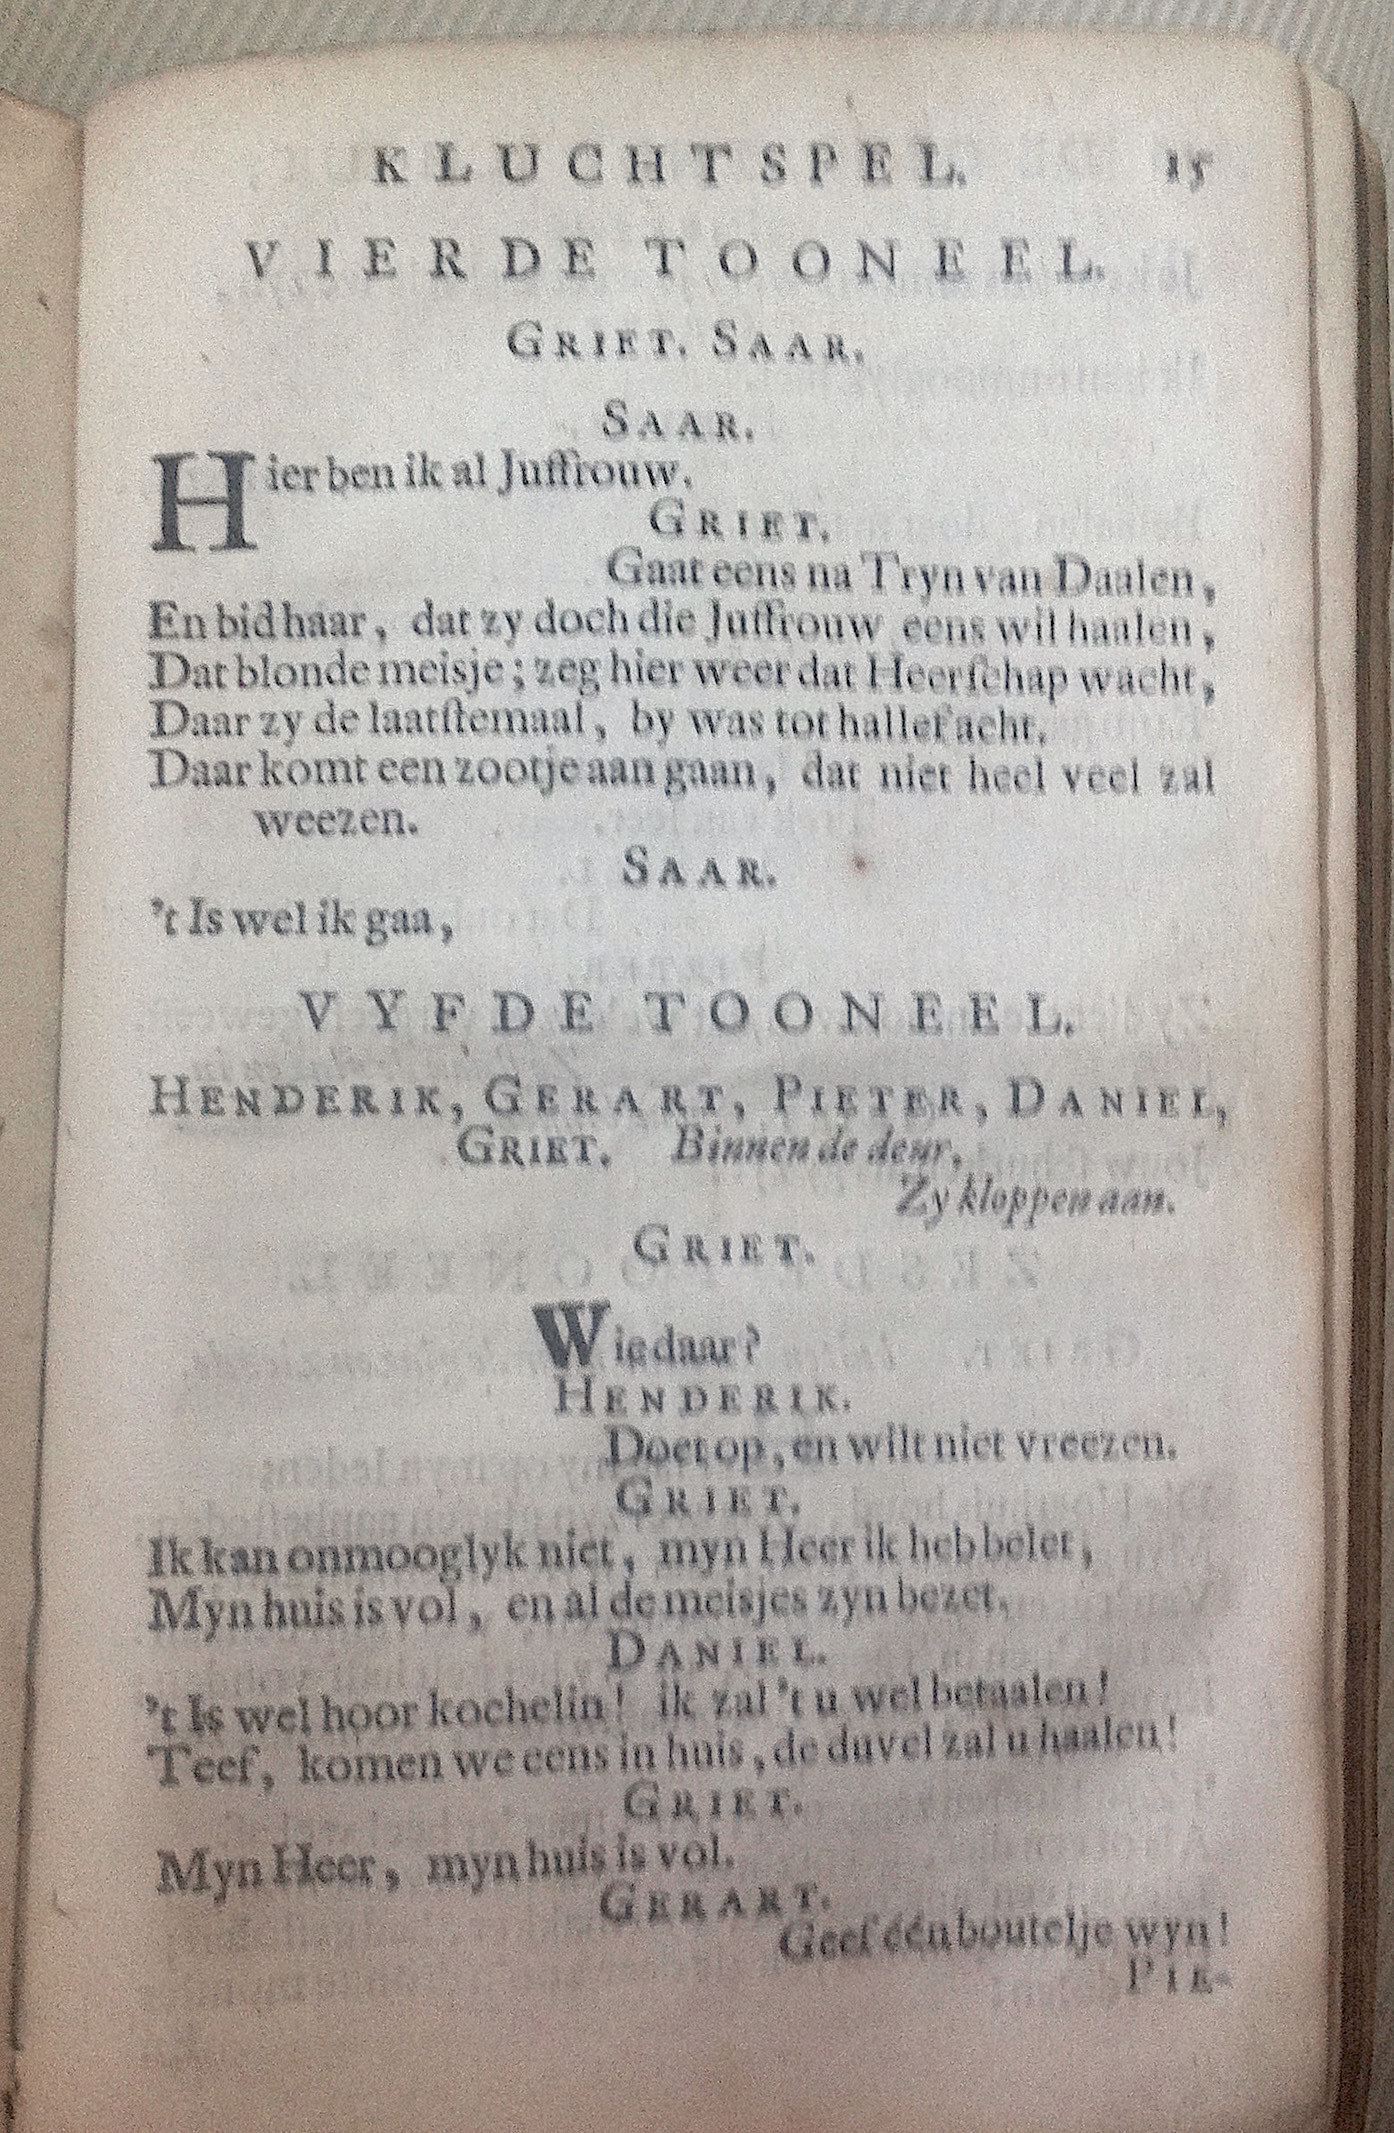 KLUCHTSPEL. 15
VIERDE TOONEEL.
GRIET. SAAR.
SAAR.
Hier ben ik al Juffrouw.
GRIET.
Gaat eens na Tryn van Daalen,
En bid haar, dat zy doch die Juffrouw eens wil haalen,
Dat blonde meisje; zeg hier weer dat Heerſchap wacht,
Daar zy de laatſtemaal, by was tot hallef acht.
Daar komt een zootje aan gaan, dat niet heel veel zal
weezen.
SAAR.
't Is wel ik gaa,
VYFDE TOONEEL.
HENDERIK, GERART, PIETER, DANIEL,
GRIET. Binnen de deur,
Zy kloppen aan.
GRIET.
Wie daar?
HENDERIK.
Doet op, en wilt niet vreezen.
GRIET.
Ik kan onmooglyk niet, myn Heer ik heb belet,
Myn huis is vol, en al de meisjes zyn bezet.
DANIEL.
't Is wel hoor kochelin! ik zal 't u wel betaalen!
Teef, komen we eens in huis, de duvel zal u haalen!
GRIET.
Myn Heer, myn huis is vol.
GERART.
Geef één boutelje wyn!
PIE-